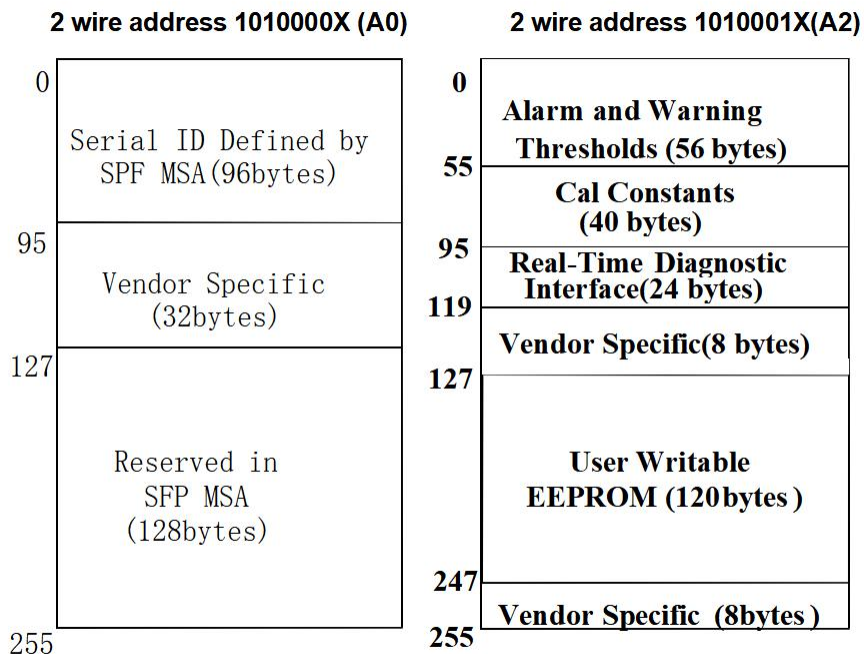 2 wire address 1010000X (A0)
0
Serial ID Defined by
SPF MSA(96bytes)
95
Vendor Specific
(32bytes)
127
Reserved in
SFP MSA
(128bytes)
255
2 wire address 1010001X(A2)
0
Alarm and Warning
Thresholds (56 bytes)
55
Cal Constants
(40 bytes)
95
Real-Time Diagnostic
Interface(24 bytes)
119
Vendor Specific(8 bytes)
127
User Writable
EEPROM (120bytes)
247
Vendor Specific (8bytes)
255